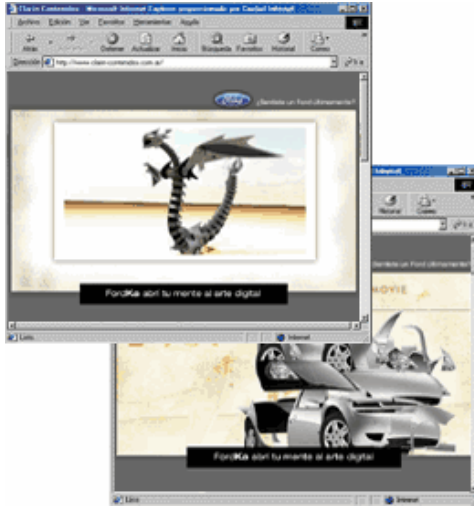 Clarin Contenidos - Microsoft Internet Explorer proporcionado por Ciudad Internet
Archivo Edición Ver Favoritos Herramientas Ayuda
Atrás Detener Actualizar Inicio Búsqueda Favoritos Historial Correo
Dirección http://www.clarin-contenidos.com.ar/
Ford ¿Sentiste un Ford últimamente?
FordKa abrí tu mente al arte digital
Listo Internet
Internet
Historial Correo
¿Sentiste un Ford últimamente?
MOVIE
FordKa abrí tu mente al arte digital
Listo Internet